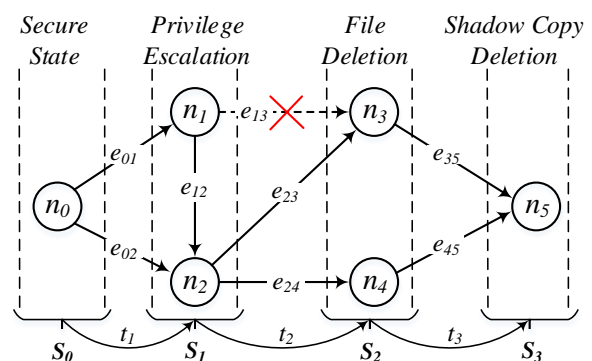 Secure State
Privilege Escalation
File Deletion
Shadow Copy Deletion
n1
e13
n3
e01
e35
e12
e23
n0
n5
e02
e45
n2
e24
n4
t1
t2
t3
S0
S1
S2
S3